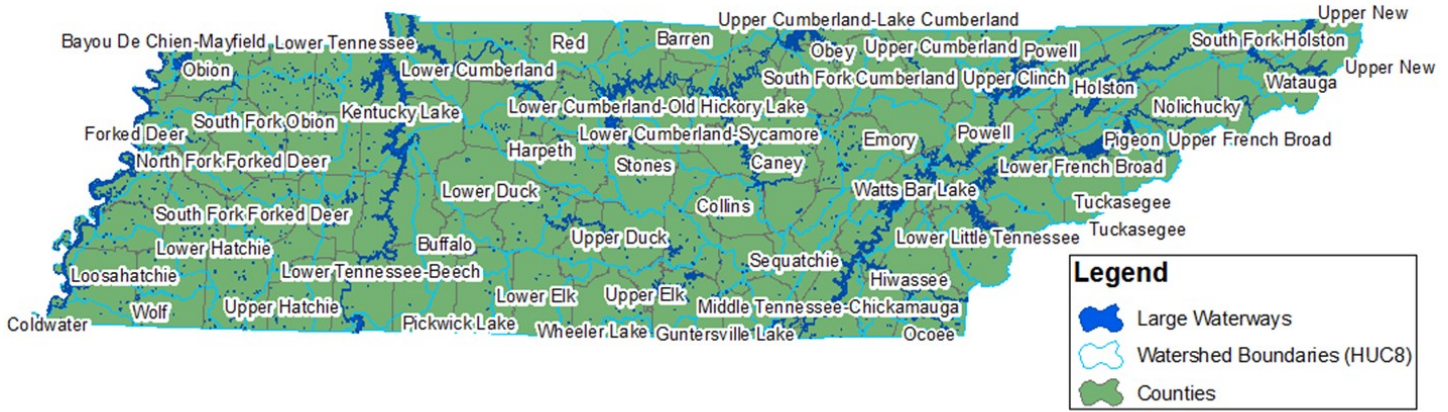 Upper New
Upper Cumberland-Lake Cumberland
Bayou De Chien-Mayfield
Lower Tennessee
Red
Barren
Obey
Upper Cumberland
Powell
South Fork Holston
Upper New
Obion
Lower Cumberland
South Fork Cumberland
Upper Clinch
Holston
Watauga
Kentucky Lake
Lower Cumberland-Old Hickory Lake
Nolichucky
South Fork Obion
Forked Deer
Lower Cumberland-Sycamore
Emory
Powell
Pigeon
Upper French Broad
North Fork Forked Deer
Harpeth
Stones
Caney
Lower French Broad
Lower Duck
Watts Bar Lake
Collins
Tuckasegee
South Fork Forked Deer
Tuckasegee
Lower Hatchie
Buffalo
Upper Duck
Lower Little Tennessee
Loosahatchie
Lower Tennessee-Beech
Sequatchie
Hiwassee
Wolf
Upper Hatchie
Lower Elk
Upper Elk
Middle Tennessee-Chickamauga
Coldwater
Pickwick Lake
Wheeler Lake
Guntersville Lake
Ocoee
Legend
Large Waterways
Watershed Boundaries (HUC8)
Counties